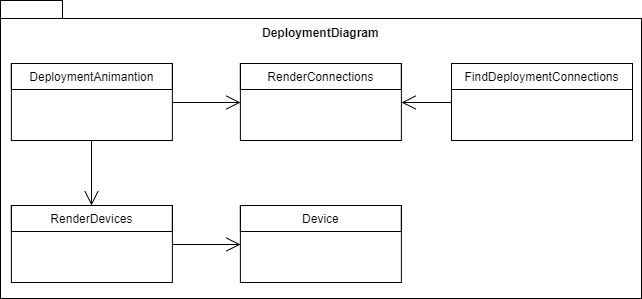 DeploymentDiagram
DeploymentAnimantion
RenderConnections
FindDeploymentConnections
RenderDevices
Device